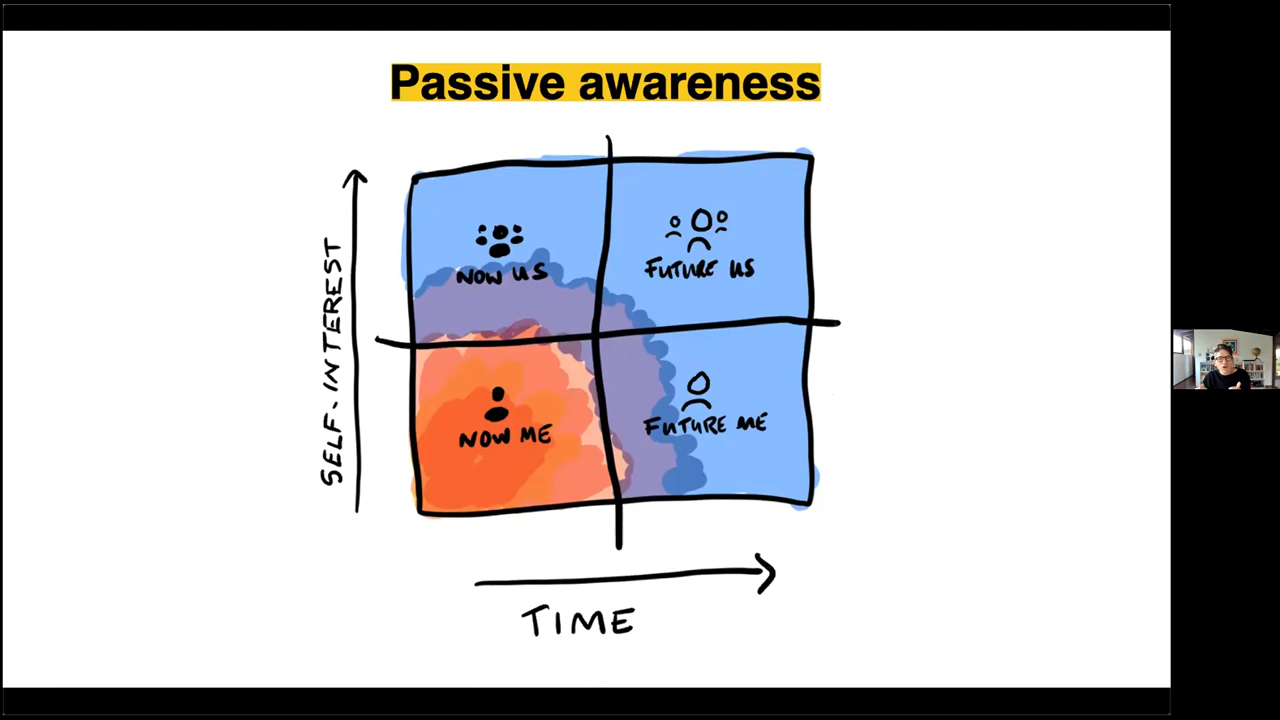 Passive awareness
SELF-INTEREST
NOW US
FUTURE US
NOW ME
FUTURE ME
TIME